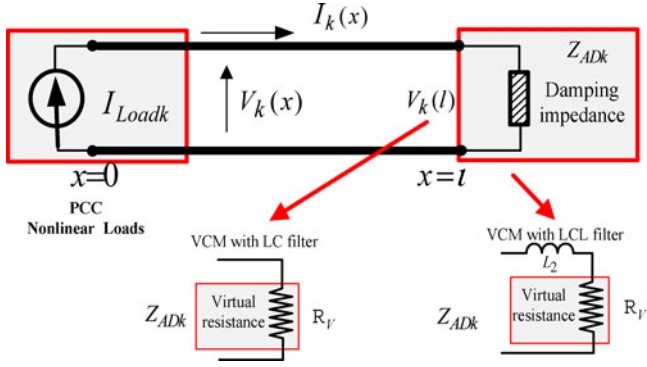 I_k(x)
Z_ADk
I_Loadk
V_k(x)
V_k(l)
Damping
impedance
x=0
x=ι
PCC
Nonlinear Loads
VCM with LC filter
VCM with LCL filter
L_2
Z_ADk
Virtual
resistance
R_V
Z_ADk
Virtual
resistance
R_V